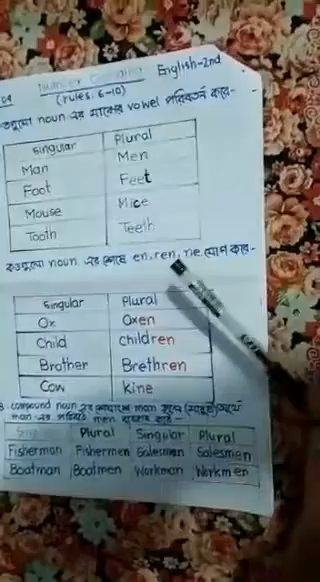 04
Number
English-2nd
(rules: 6-10)
কতগুলো noun এর মাঝের vowel পরিবর্তন করে-
Singular Plural
Man Men
Foot Feet
Mouse Mice
Tooth Teeth
কতগুলো noun এর শেষে en, ren, ne যোগ করে-
Singular Plural
Ox Oxen
Child children
Brother Brethren
Cow kine
compound noun এর man
man এর men
Plural Singular Plural
Fisherman Fishermen Salesman Salesmen
Boatman Boatmen Workman Workmen